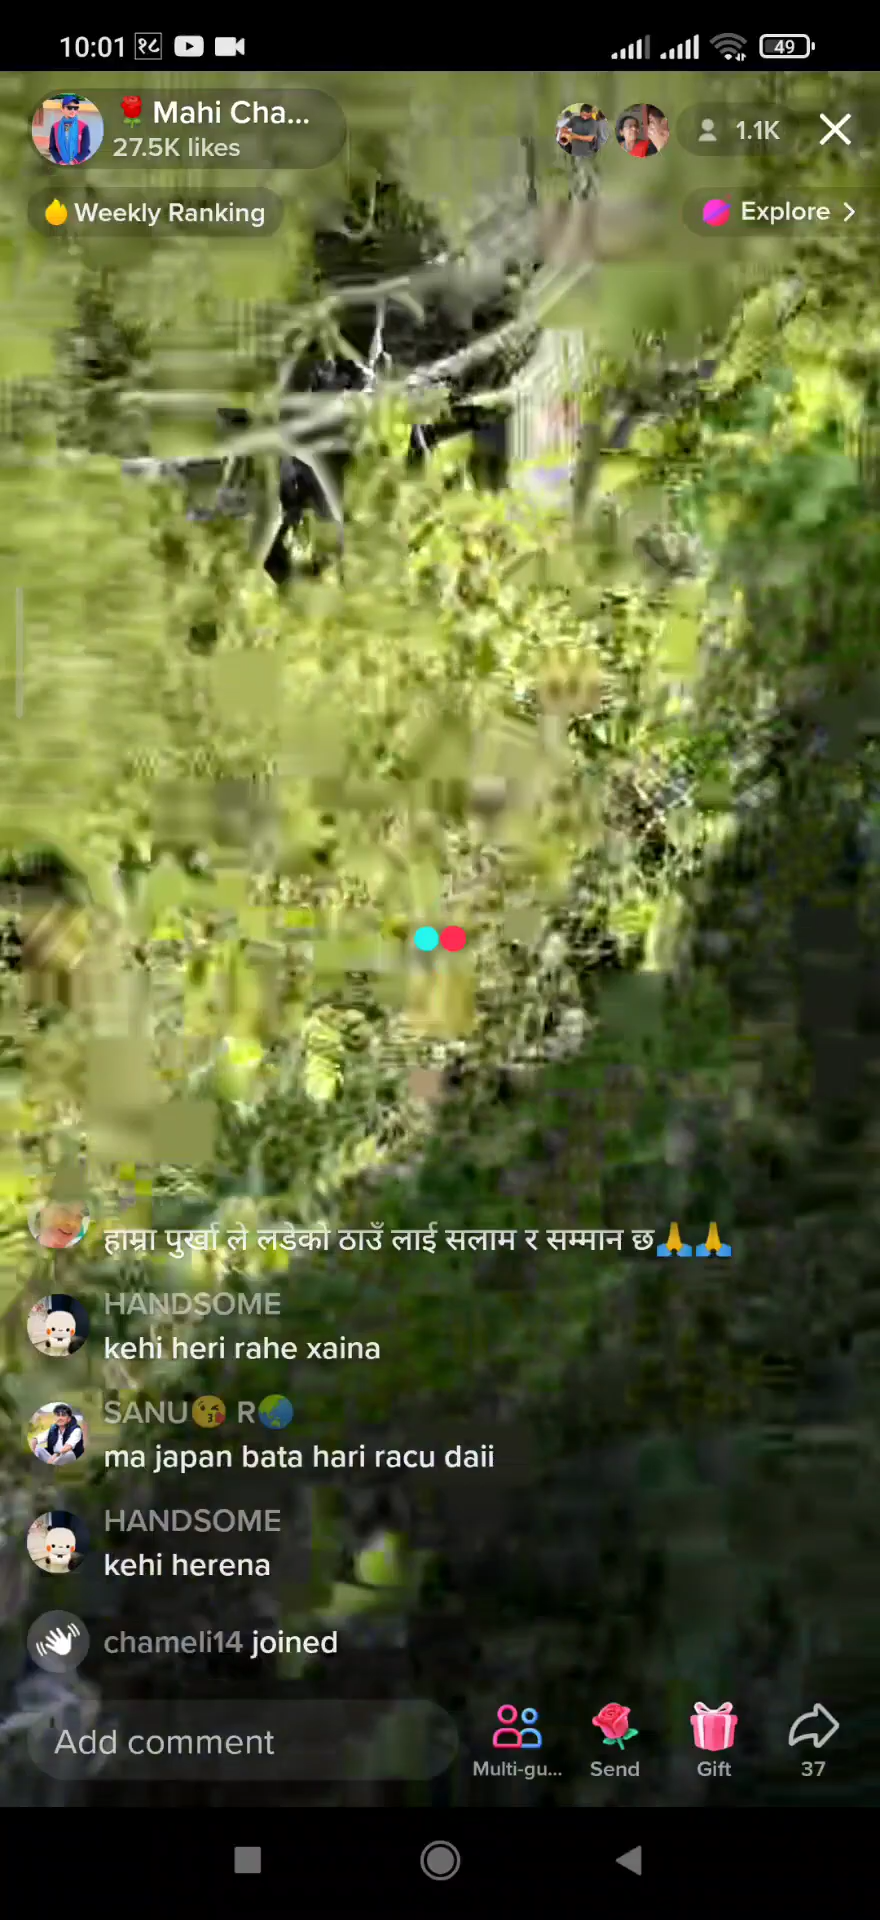 10:01 २८ 49
🌹 Mahi Cha...
27.5K likes
1.1K
Weekly Ranking
Explore >
हाम्रा पुर्खा ले लडेको ठाउँ लाई सलाम र सम्मान छ🙏🙏
HANDSOME
kehi heri rahe xaina
SANU😘 R🌏
ma japan bata hari racu daii
HANDSOME
kehi herena
chameli14 joined
Add comment
Multi-gu...
Send
Gift
37